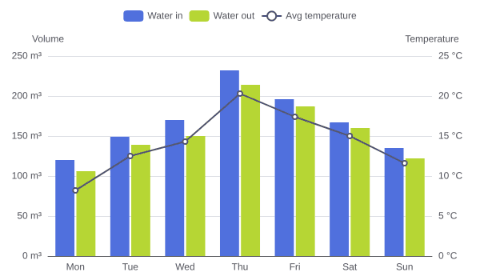 Water in Water out Avg temperature
Volume Temperature
250 m³ 25 °C
200 m³ 20 °C
150 m³ 15 °C
100 m³ 10 °C
50 m³ 5 °C
0 m³ 0 °C
Mon Tue Wed Thu Fri Sat Sun